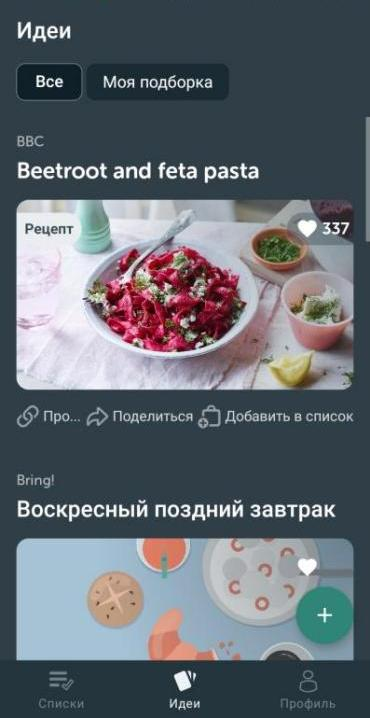 Идеи
Все
Моя подборка
BBC
Beetroot and feta pasta
Рецепт
337
Про...
Поделиться
Добавить в список
Bring!
Воскресный поздний завтрак
+
Списки
Идеи
Профиль